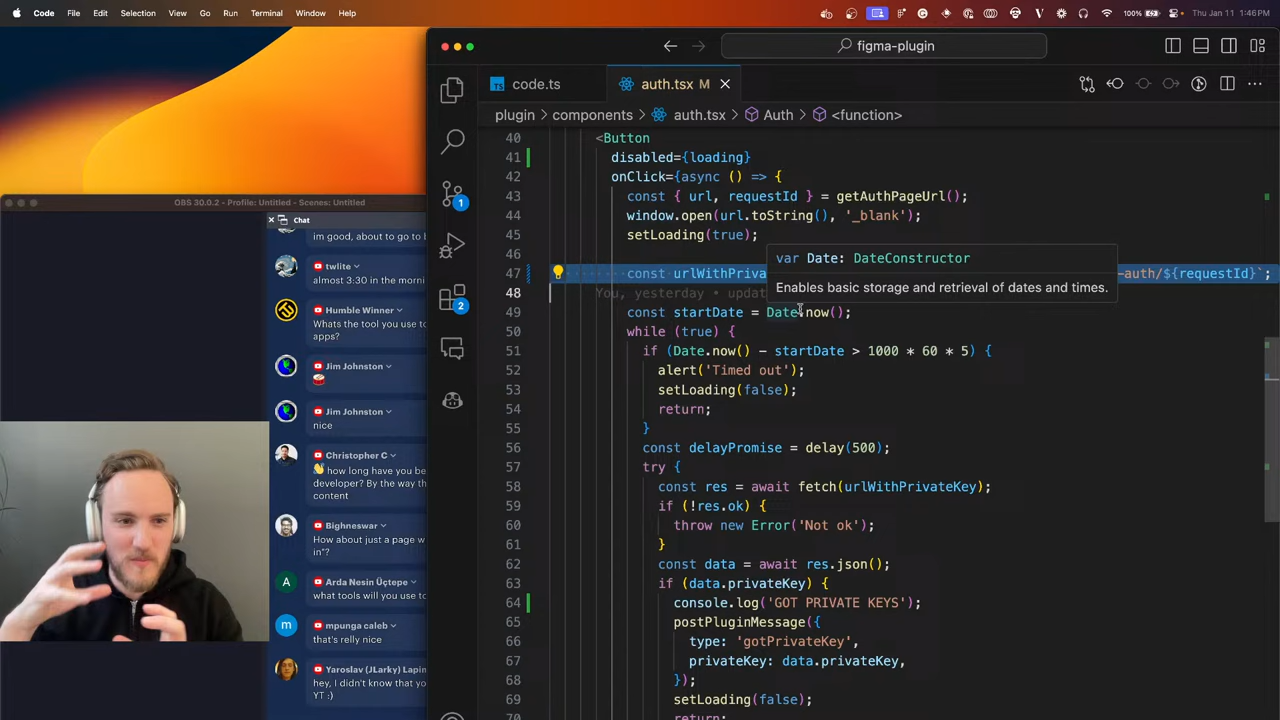 Code File Edit Selection View Go Run Terminal Window Help
100% Thu Jan 11 1:46PM
figma-plugin
code.ts
auth.tsx M
plugin > components > auth.tsx > Auth > <function>
OBS 30.0.2 - Profile: Untitled - Scenes: Untitled
Chat
im good, about to go to
twlite
almost 3:30 in the morni
Humble Winner
Whats the tool you use to
apps?
Jim Johnston
Jim Johnston
nice
Christopher C
how long have you be
developer? By the way th
content
Bighneswar
How about just a page w
in"?
Arda Nesin Üçtepe
what tools will you use to
mpunga caleb
that's relly nice
Yaroslav (JLarky) Lapin
hey, I didn't know that yo
YT :)
1
2
40 <Button
41 disabled={loading}
42 onClick={async () => {
43 const { url, requestId } = getAuthPageUrl();
44 window.open(url.toString(), '_blank');
45 setLoading(true);
46
47 const urlWithPriva -auth/${requestId}`;
var Date: DateConstructor
Enables basic storage and retrieval of dates and times.
48 You, yesterday • updat
49 const startDate = Date.now();
50 while (true) {
51 if (Date.now() - startDate > 1000 * 60 * 5) {
52 alert('Timed out');
53 setLoading(false);
54 return;
55 }
56 const delayPromise = delay(500);
57 try {
58 const res = await fetch(urlWithPrivateKey);
59 if (!res.ok) {
60 throw new Error('Not ok');
61 }
62 const data = await res.json();
63 if (data.privateKey) {
64 console.log('GOT PRIVATE KEYS');
65 postPluginMessage({
66 type: 'gotPrivateKey',
67 privateKey: data.privateKey,
68 });
69 setLoading(false);
70 return;